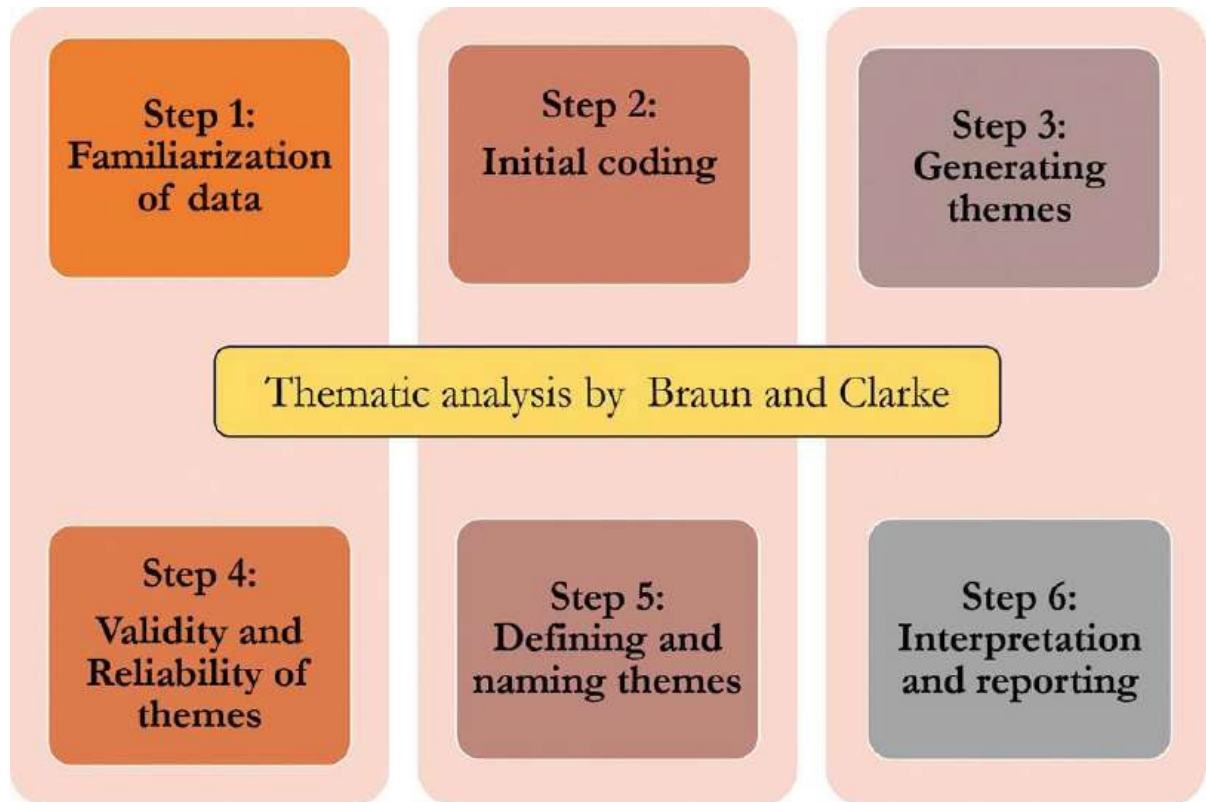 Step 1:
Familiarization
of data
Step 2:
Initial coding
Step 3:
Generating
themes
Thematic analysis by Braun and Clarke
Step 4:
Validity and
Reliability of
themes
Step 5:
Defining and
naming themes
Step 6:
Interpretation
and reporting